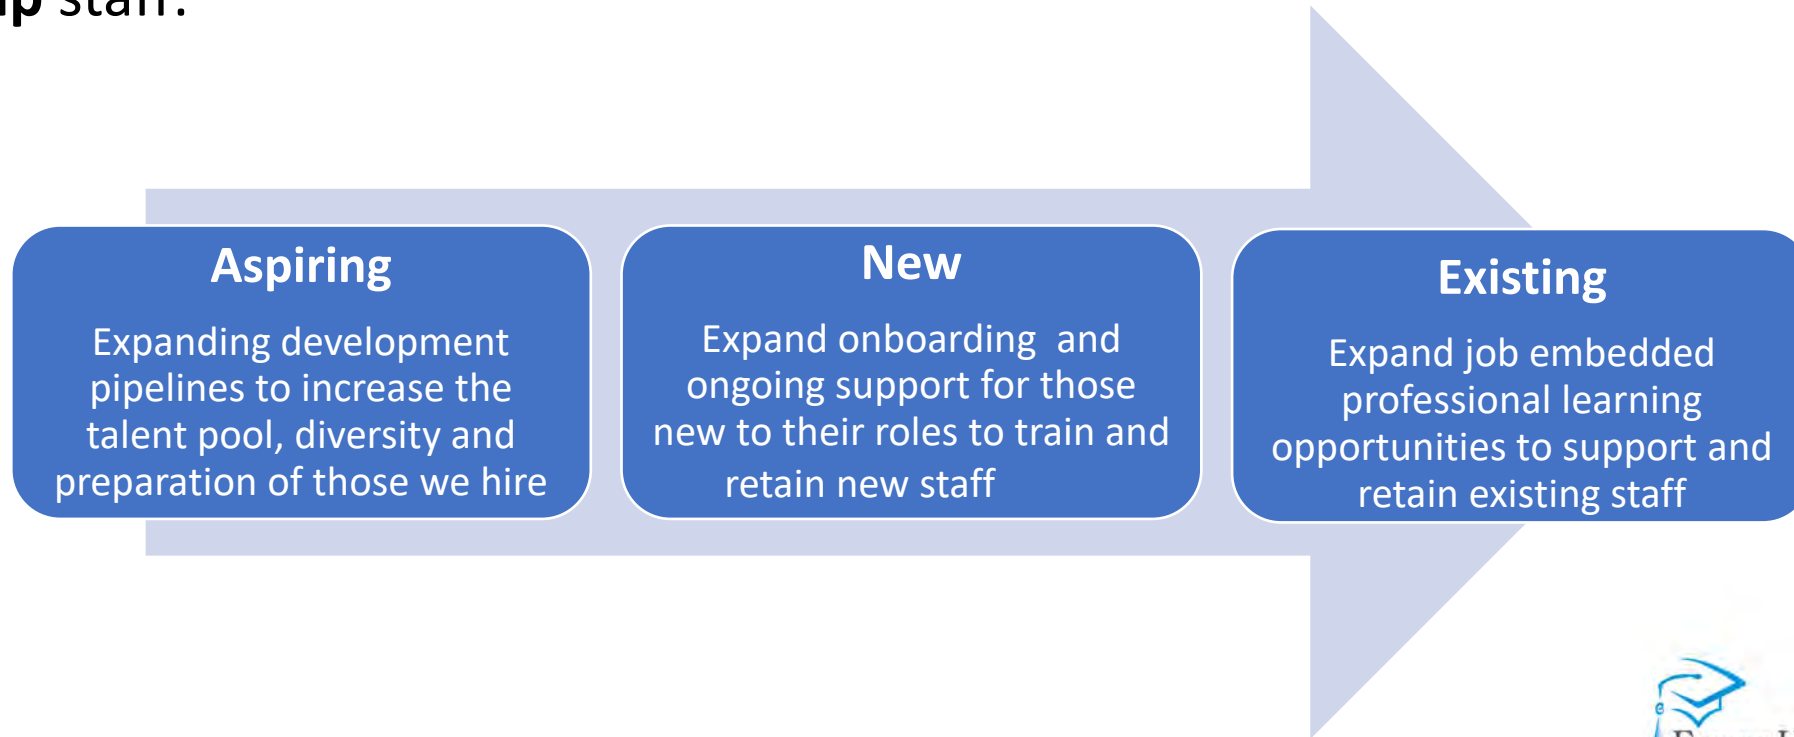 staff.
Aspiring
Expanding development
pipelines to increase the
talent pool, diversity and
preparation of those we hire
New
Expand onboarding  and
ongoing support for those
new to their roles to train and
retain new staff
Existing
Expand job embedded
professional learning
opportunities to support and
retain existing staff